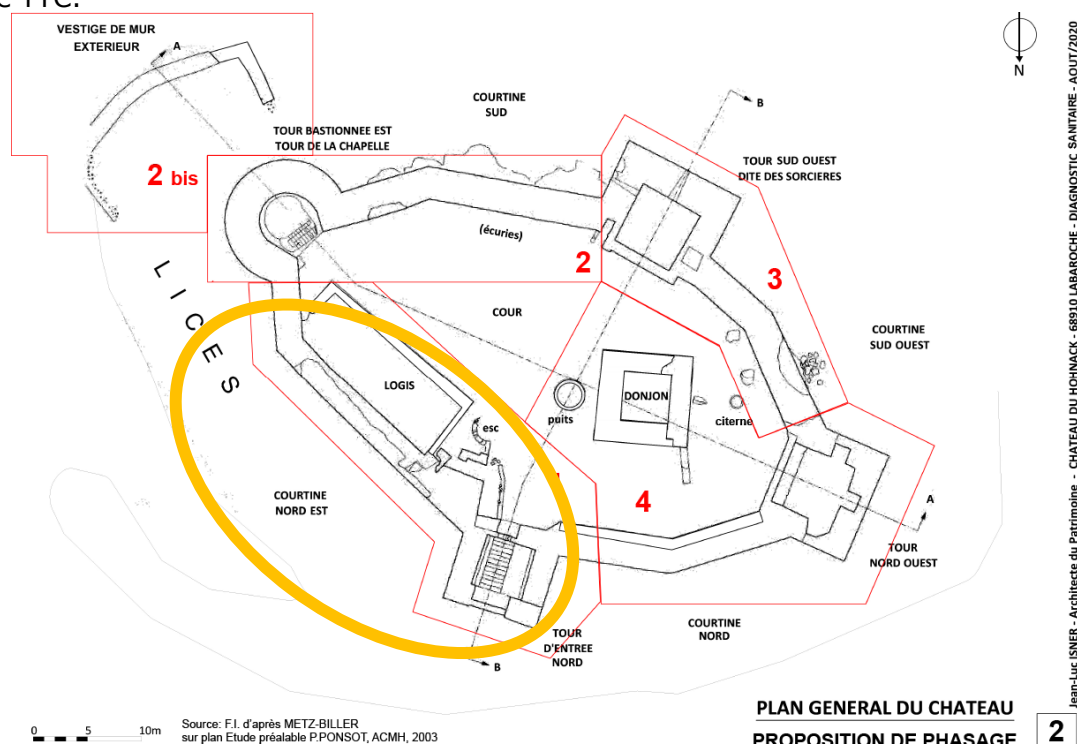 VESTIGE DE MUR
EXTERIEUR
A
N
COURTINE
SUD
B
TOUR BASTIONNEE EST
TOUR DE LA CHAPELLE
TOUR SUD OUEST
DITE DES SORCIERES
2 bis
(écuries)
2
3
LICES
COUR
COURTINE
SUD OUEST
LOGIS
DONJON
puits
citerne
esc
4
COURTINE
NORD EST
A
TOUR
NORD OUEST
COURTINE
NORD
TOUR
D'ENTREE
NORD
B
PLAN GENERAL DU CHATEAU
PROPOSITION DE PHASAGE
2
0 5 10m
Source: F.I. d'après METZ-BILLER
sur plan Etude préalable P.PONSOT, ACMH, 2003
Jean-Luc ISNER - Architecte du Patrimoine - CHATEAU DU HOHNACK - 68910 LABAROCHE - DIAGNOSTIC SANITAIRE - AOUT/2020